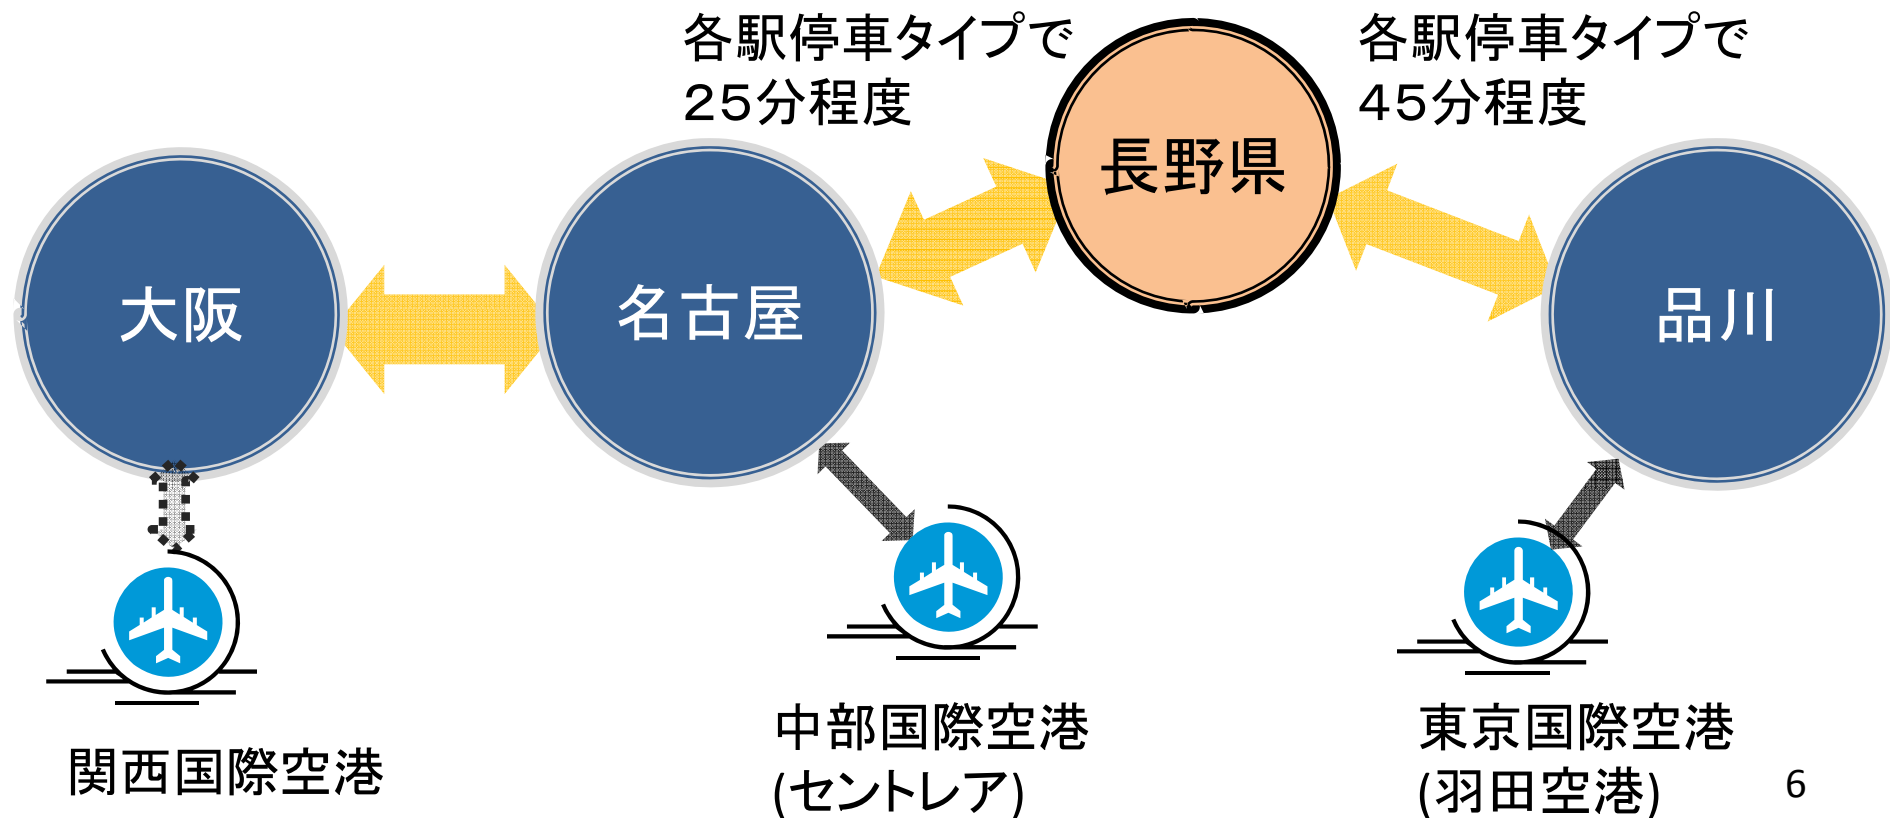 各駅停車タイプで
25分程度
各駅停車タイプで
45分程度
長野県
大阪
名古屋
品川
関西国際空港
中部国際空港
(セントレア)
東京国際空港
(羽田空港)
6